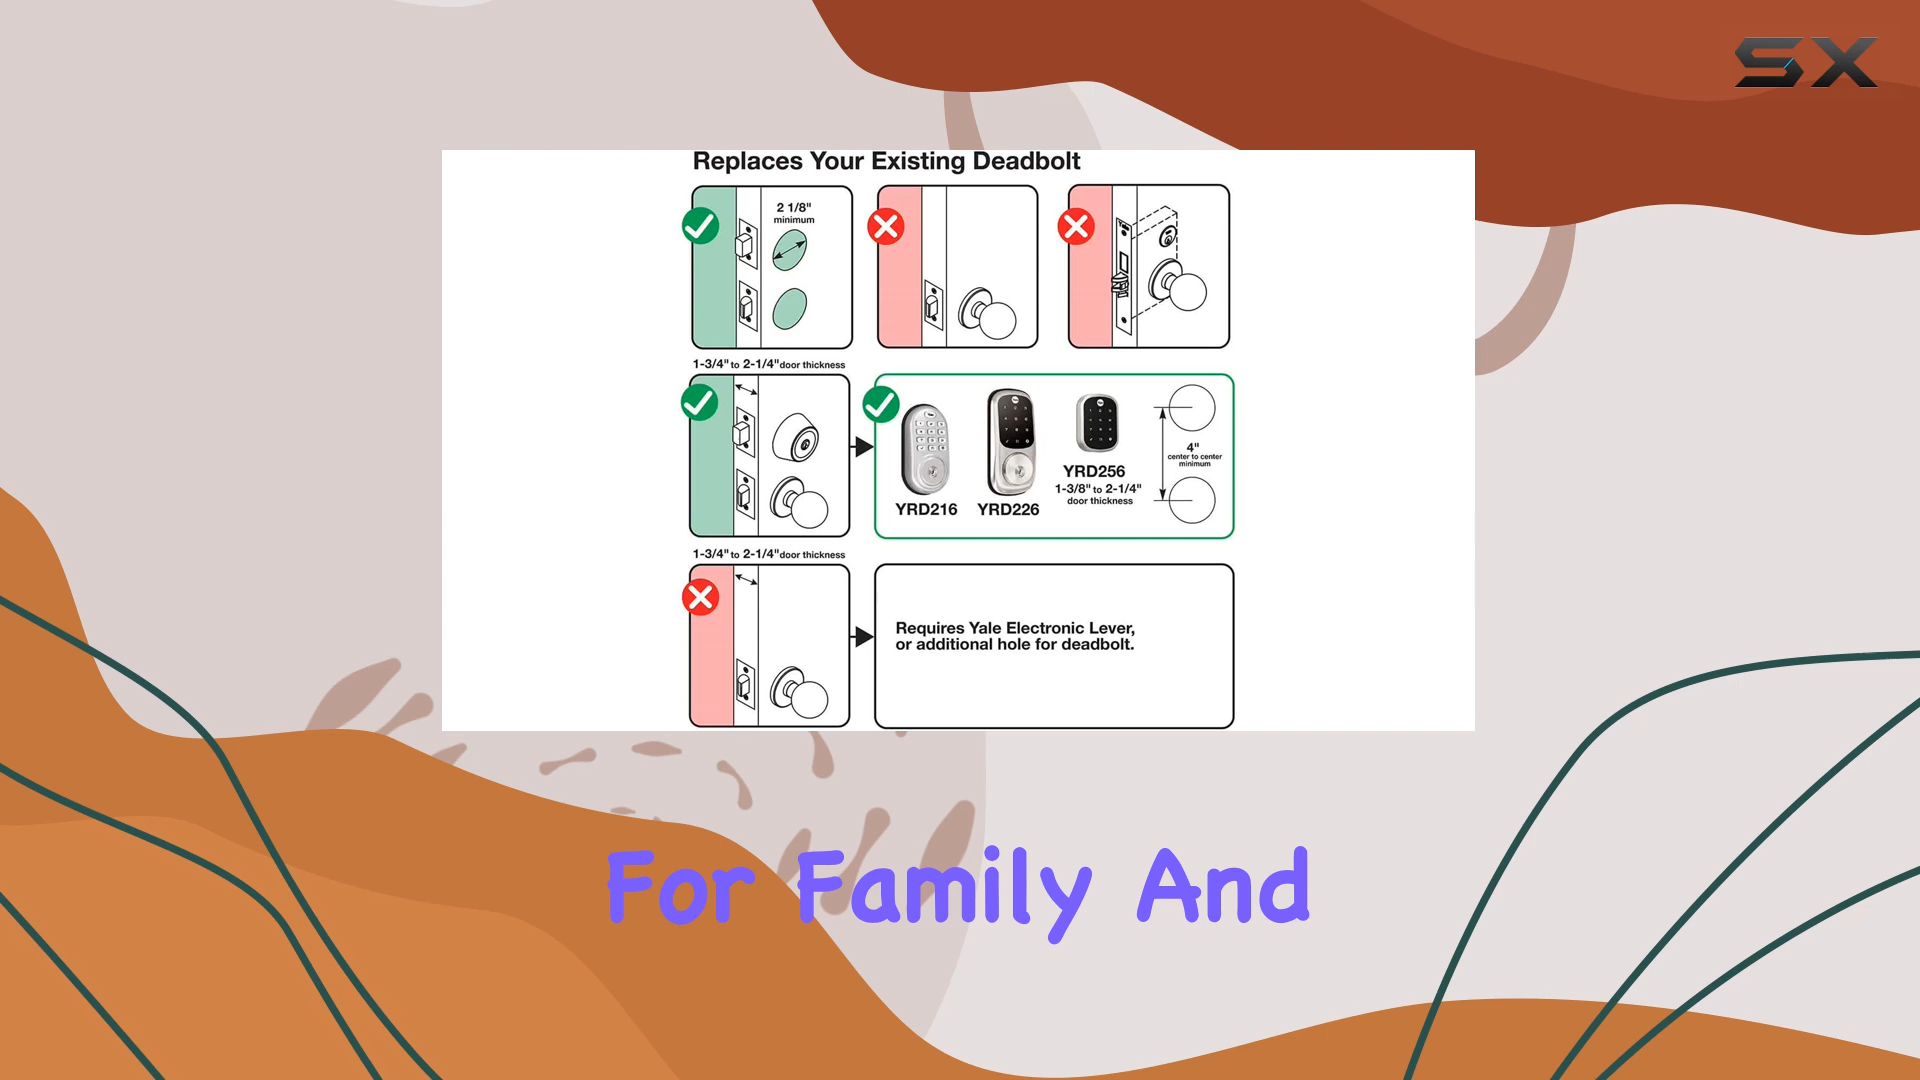 SX
Replaces Your Existing Deadbolt
2 1/8"
minimum
1-3/4" to 2-1/4" door thickness
YRD216
YRD226
YRD256
1-3/8" to 2-1/4"
door thickness
4"
center to center
minimum
1-3/4" to 2-1/4" door thickness
Requires Yale Electronic Lever,
or additional hole for deadbolt.
For Family And